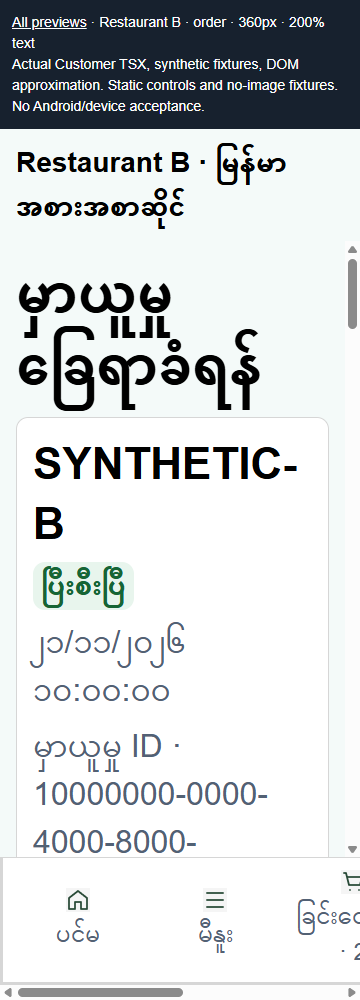 All previews · Restaurant B · order · 360px · 200%
text
Actual Customer TSX, synthetic fixtures, DOM
approximation. Static controls and no-image fixtures.
No Android/device acceptance.
Restaurant B · မြန်မာ
အစားအစာဆိုင်
မှာယူမှု
ခြေရာခံရန်
SYNTHETIC-
B
ပြီးစီးပြီ
၂၁/၁၁/၂၀၂၆
၁၀:၀၀:၀၀
မှာယူမှု ID ·
10000000-0000-
4000-8000-
ပင်မ
မီနူး